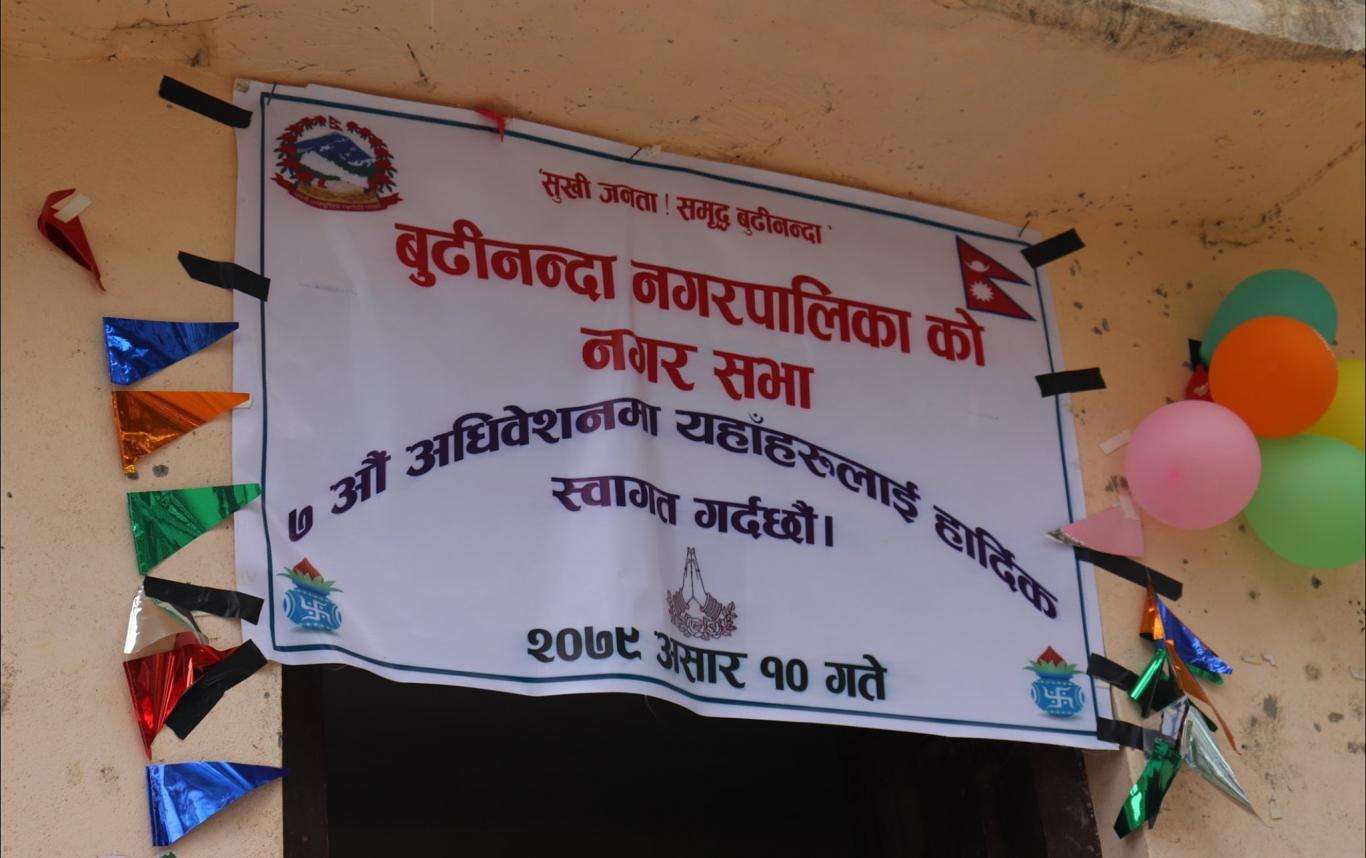 'सुखी जनता ! समृद्ध बुढीनन्दा'
बुढीनन्दा नगरपालिका को
नगर सभा
७ औं अधिवेशनमा यहाँहरूलाई हार्दिक
स्वागत गर्दछौं।
२०७९ असार १० गते